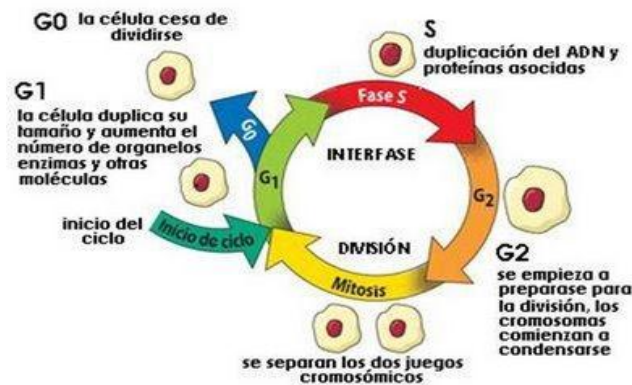 G0 la célula cesa de
dividirse
S
duplicación del ADN y
proteínas asocidas
G1
la célula duplica su
tamaño y aumenta el
número de organelos
enzimas y otras
moléculas
Fase S
G0
G1
INTERFASE
G2
inicio del
ciclo
Inicio de ciclo
DIVISIÓN
Mitosis
G2
se empieza a
prepararse para
la división, los
cromosomas
comienzan a
condensarse
se separan los dos juegos
cromosómicos